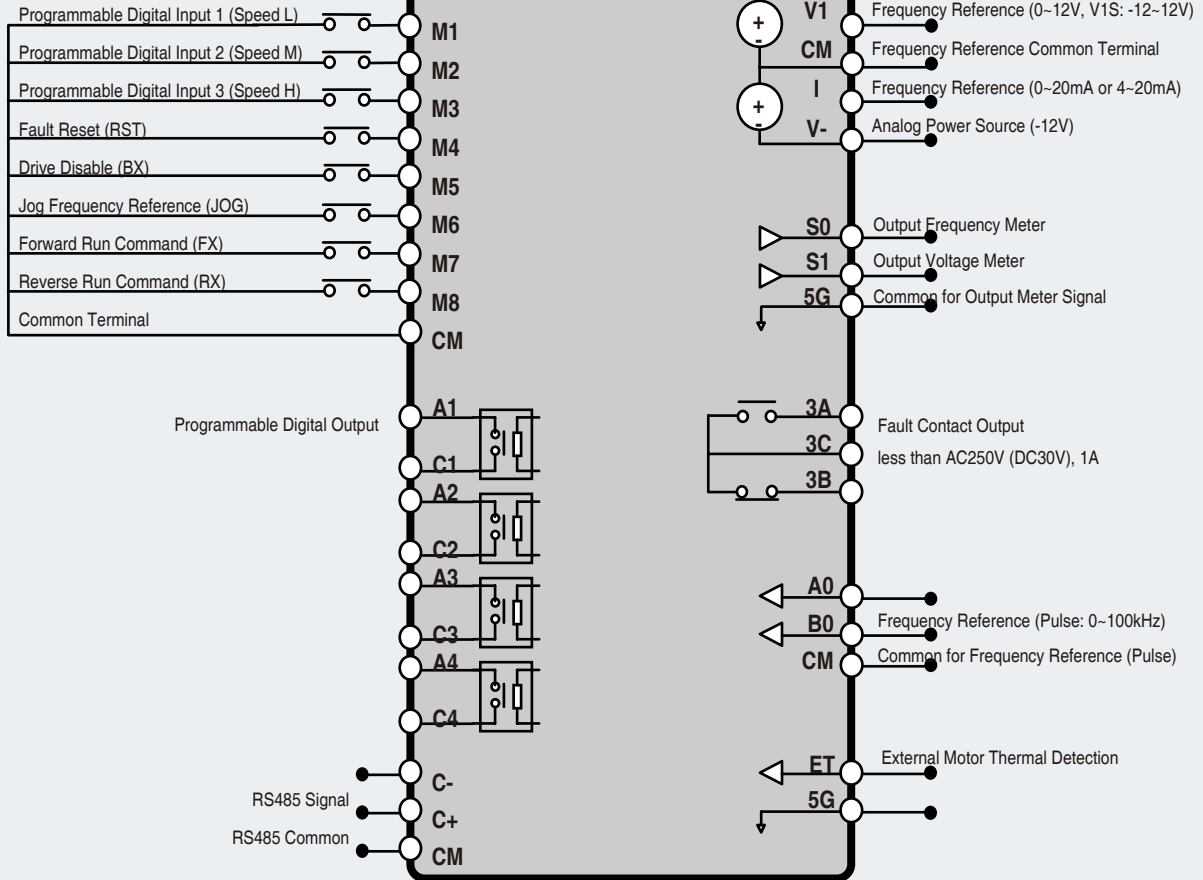 Programmable Digital Input 1 (Speed L)
M1
Programmable Digital Input 2 (Speed M)
M2
Programmable Digital Input 3 (Speed H)
M3
Fault Reset (RST)
M4
Drive Disable (BX)
M5
Jog Frequency Reference (JOG)
M6
Forward Run Command (FX)
M7
Reverse Run Command (RX)
M8
Common Terminal
CM
Programmable Digital Output
A1
C1
A2
C2
A3
C3
A4
C4
C-
RS485 Signal
C+
RS485 Common
CM
+
-
V1
Frequency Reference (0~12V, V1S: -12~12V)
CM
Frequency Reference Common Terminal
+
-
I
Frequency Reference (0~20mA or 4~20mA)
V-
Analog Power Source (-12V)
S0
Output Frequency Meter
S1
Output Voltage Meter
5G
Common for Output Meter Signal
3A
Fault Contact Output
3C
less than AC250V (DC30V), 1A
3B
A0
B0
Frequency Reference (Pulse: 0~100kHz)
CM
Common for Frequency Reference (Pulse)
ET
External Motor Thermal Detection
5G